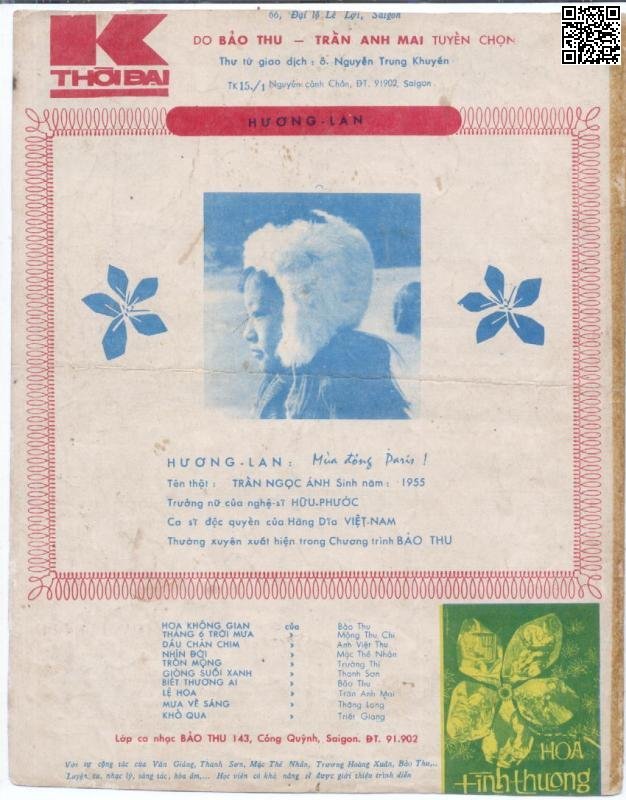 66, Đại lộ Lê Lợi, Saigon
K
THỜI ĐẠI
DO BẢO THU — TRẦN ANH MAI TUYỂN CHỌN
Thư từ giao dịch : ô. Nguyễn Trung Khuyến
TK 15./1 Nguyễn cảnh Chân, ĐT. 91902, Saigon
HƯƠNG-LAN
HƯƠNG-LAN : Mùa đông Paris !
Tên thật : TRẦN NGỌC ÁNH Sinh năm : 1955
Trưởng nữ của nghệ-sĩ HỮU-PHƯỚC
Ca sĩ độc quyền của Hãng Dĩa VIỆT-NAM
Thường xuyên xuất hiện trong Chương trình BẢO THU
HOA KHÔNG GIAN của Bảo Thu
THÁNG 6 TRỜI MƯA » Mộng Thu Chi
DẤU CHÂN CHIM » Anh Việt Thu
NHÌN ĐỜI » Mặc Thế Nhân
TRỐN MỘNG » Trường Thi
GIÒNG SUỐI XANH » Thanh Sơn
BIẾT THƯƠNG AI » Bảo Thu
LỆ HOA » Trần Anh Mai
MƯA VỀ SÁNG » Thăng Long
KHỔ QUA » Triết Giang
Lớp ca nhạc BẢO THU 143, Cống Quỳnh, Saigon. ĐT. 91.902
Với sự cộng tác của Văn Giảng, Thanh Sơn, Mặc Thế Nhân, Trương Hoàng Xuân, Bảo Thu,..
Luyện ca, nhạc lý, sáng tác, hòa âm,... Học viên có khả năng sẽ được giới thiệu trình diễn
HOA
tình thương